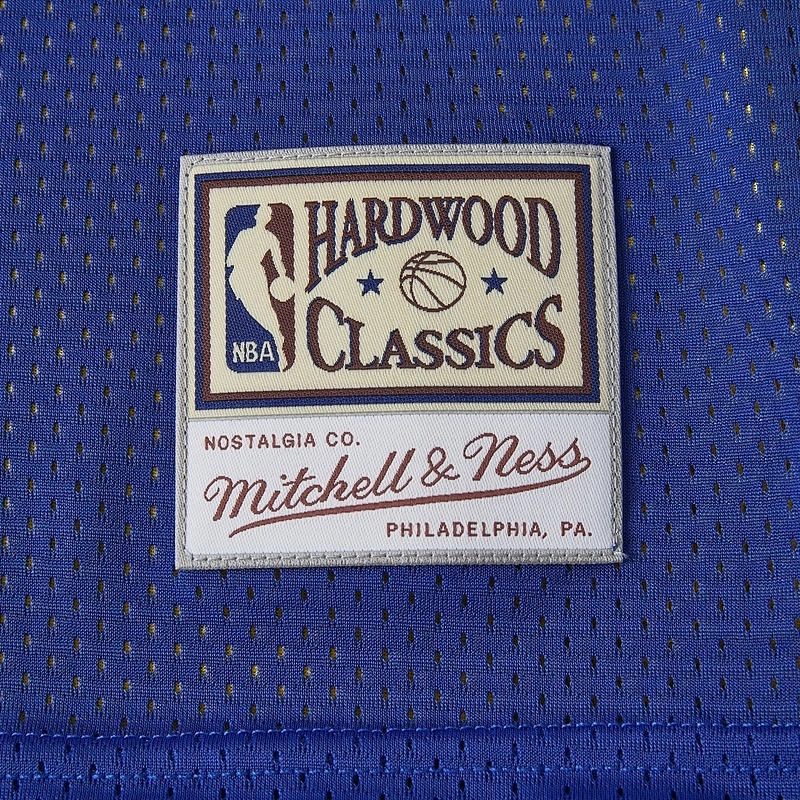 HARDWOOD
CLASSICS
NBA
NOSTALGIA CO.
Mitchell & Ness
PHILADELPHIA, PA.